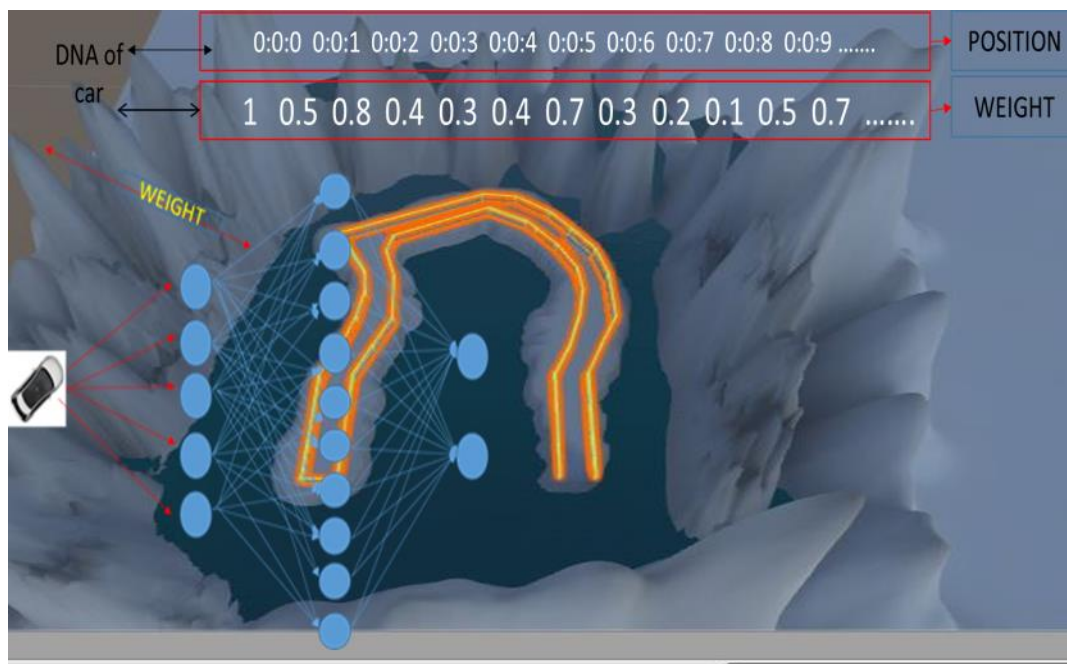 DNA of
car
0:0:0 0:0:1 0:0:2 0:0:3 0:0:4 0:0:5 0:0:6 0:0:7 0:0:8 0:0:9 .......
POSITION
1 0.5 0.8 0.4 0.3 0.4 0.7 0.3 0.2 0.1 0.5 0.7 .......
WEIGHT
WEIGHT